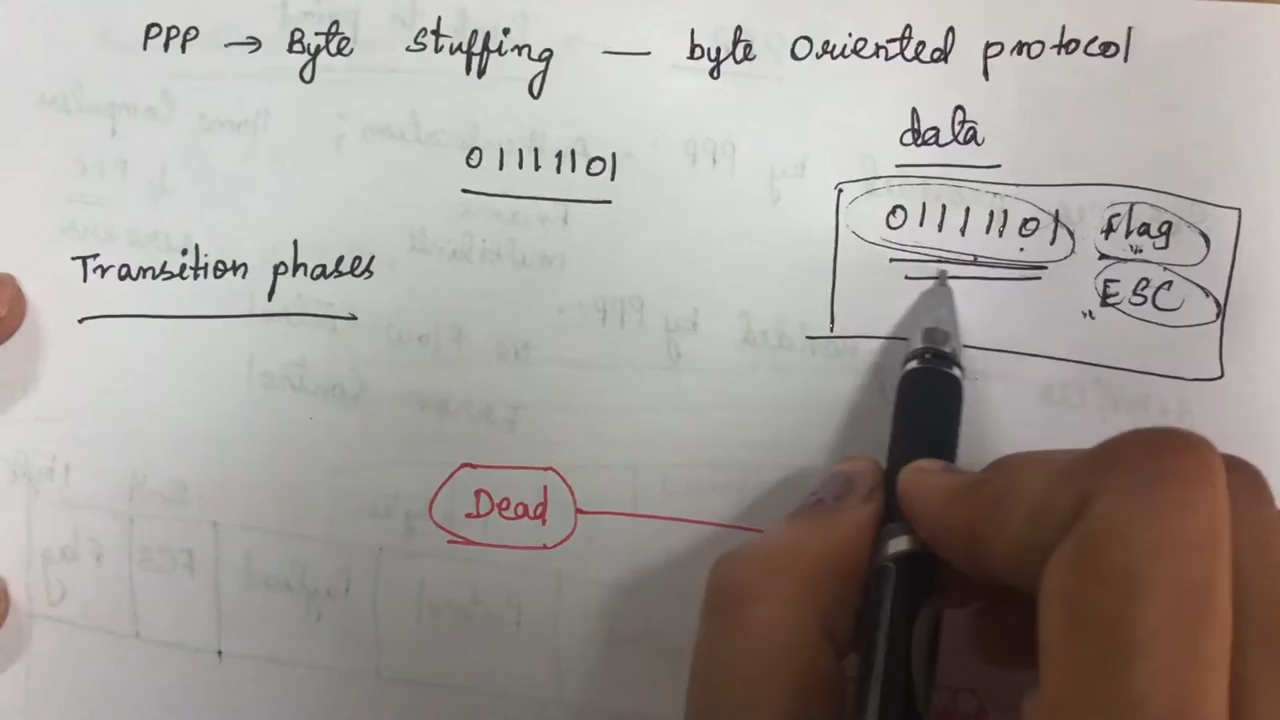 PPP → Byte Stuffing — byte oriented protocol
data
01111101
01111101 flag
ESC
Transition phases
Dead